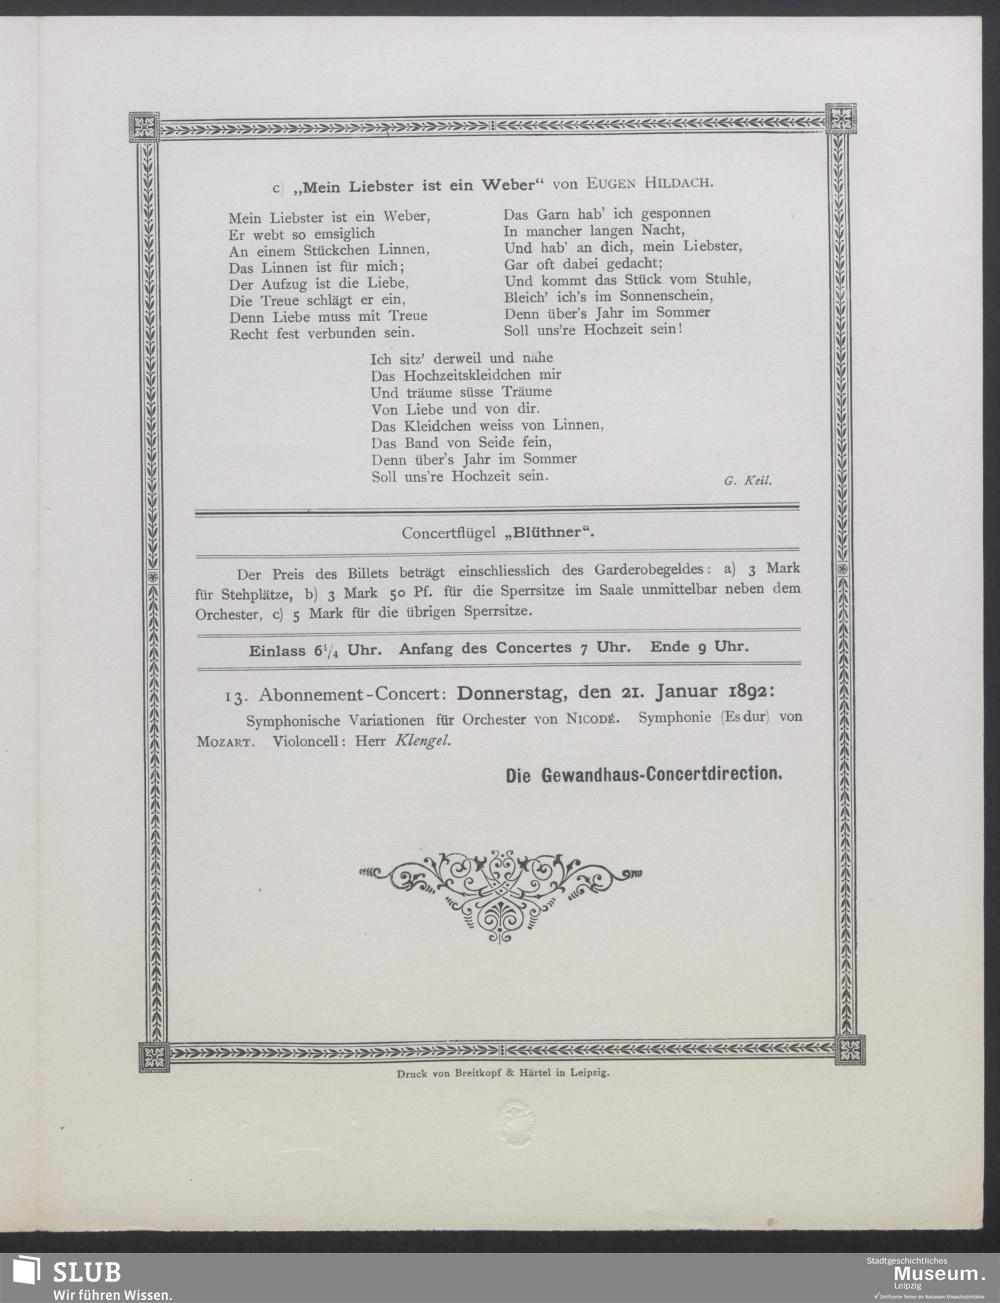 c) „Mein Liebster ist ein Weber“ von EUGEN HILDACH.
Mein Liebster ist ein Weber,
Er webt so emsiglich
An einem Stückchen Linnen,
Das Linnen ist für mich;
Der Aufzug ist die Liebe,
Die Treue schlägt er ein,
Denn Liebe muss mit Treue
Recht fest verbunden sein.
Das Garn hab' ich gesponnen
In mancher langen Nacht,
Und hab' an dich, mein Liebster,
Gar oft dabei gedacht;
Und kommt das Stück vom Stuhle,
Bleich' ich's im Sonnenschein,
Denn über's Jahr im Sommer
Soll uns're Hochzeit sein!
Ich sitz' derweil und nähe
Das Hochzeitskleidchen mir
Und träume süsse Träume
Von Liebe und von dir.
Das Kleidchen weiss von Linnen,
Das Band von Seide fein,
Denn über's Jahr im Sommer
Soll uns're Hochzeit sein.
G. Keil.
Concertflügel „Blüthner“.
Der Preis des Billets beträgt einschliesslich des Garderobegeldes: a) 3 Mark
für Stehplätze, b) 3 Mark 50 Pf. für die Sperrsitze im Saale unmittelbar neben dem
Orchester, c) 5 Mark für die übrigen Sperrsitze.
Einlass 6¼ Uhr. Anfang des Concertes 7 Uhr. Ende 9 Uhr.
13. Abonnement-Concert: Donnerstag, den 21. Januar 1892:
Symphonische Variationen für Orchester von NICODÉ. Symphonie (Es dur) von
MOZART. Violoncell: Herr Klengel.
Die Gewandhaus-Concertdirection.
Druck von Breitkopf & Härtel in Leipzig.
SLUB
Wir führen Wissen.
Stadtgeschichtliches
Museum.
Leipzig
Zertifizierter Partner der Nationalen Klimaschutzinitiative